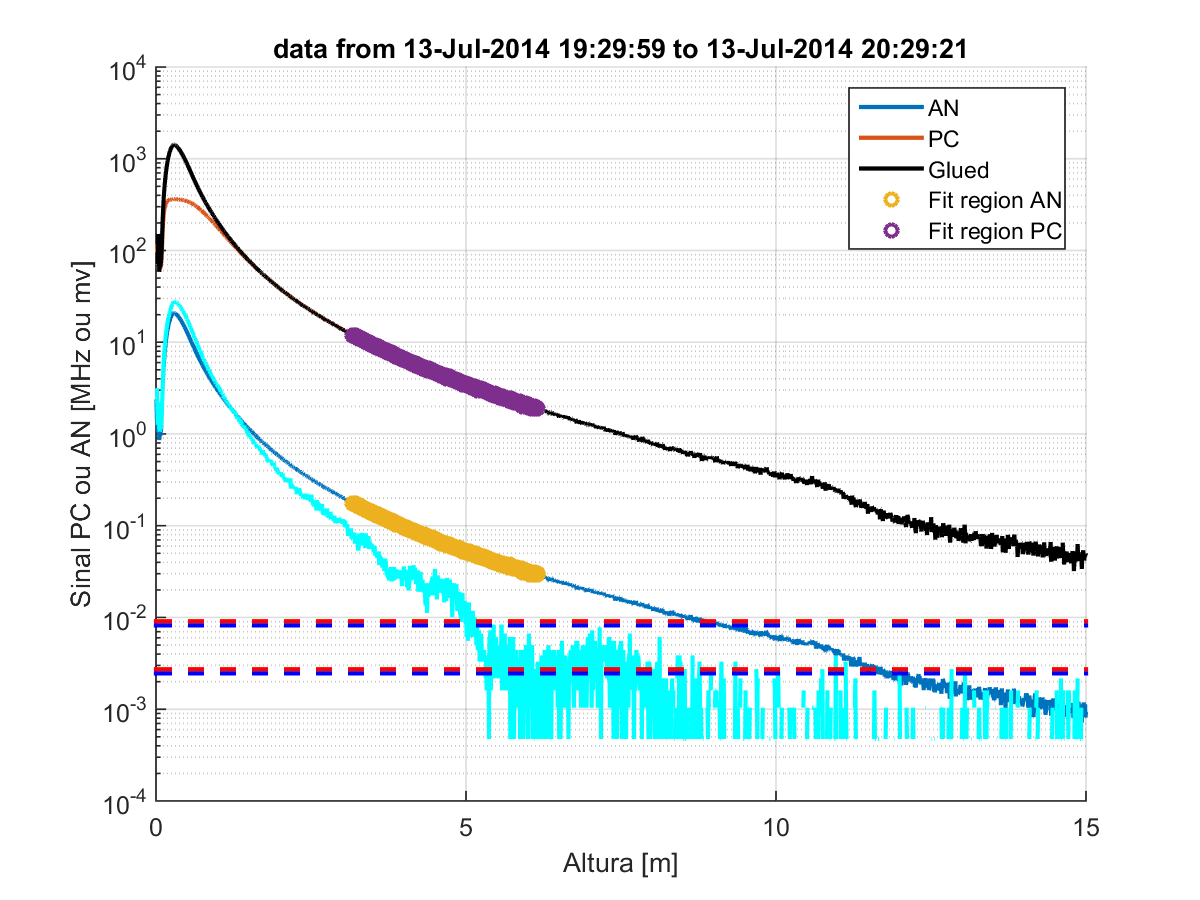 data from 13-Jul-2014 19:29:59 to 13-Jul-2014 20:29:21
Sinal PC ou AN [MHz ou mv]
10^4
10^3
10^2
10^1
10^0
10^-1
10^-2
10^-3
10^-4
AN
PC
Glued
Fit region AN
Fit region PC
0 5 10 15
Altura [m]